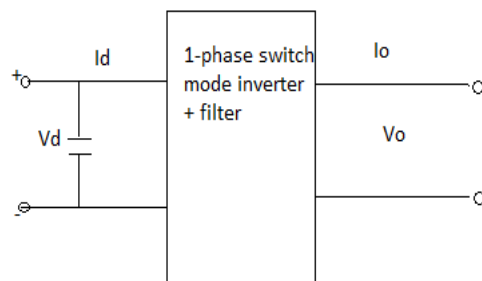 Id
1-phase switch
mode inverter
+ filter
Io
+
Vd
Vo
-